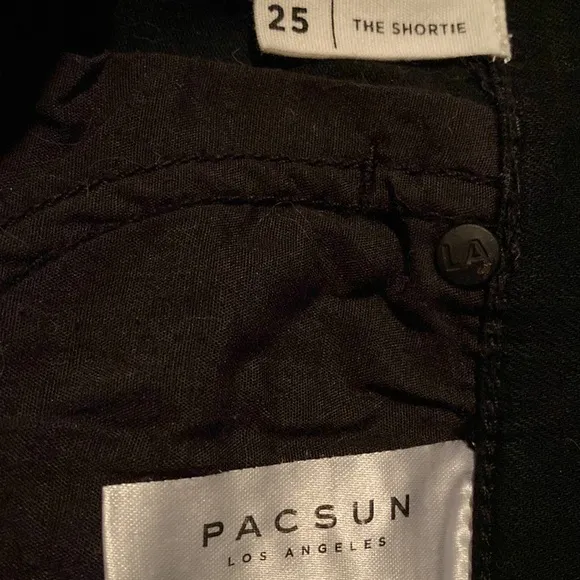 25 THE SHORTIE
LA
PACSUN
LOS ANGELES